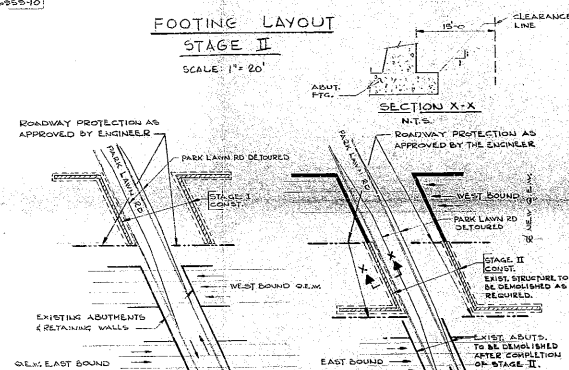 FOOTING LAYOUT
STAGE II
SCALE: 1"= 20'
15'-0
CLEARANCE
LINE
ABUT.
FTG.
SECTION X-X
N.T.S.
ROADWAY PROTECTION AS
APPROVED BY ENGINEER
PARK LAWN RD
PARK LAWN RD DETOURED
STAGE I
CONST.
WEST BOUND Q.E.W.
EXISTING ABUTMENTS
& RETAINING WALLS
Q.E.W. EAST BOUND
ROADWAY PROTECTION AS
APPROVED BY THE ENGINEER
PARK LAWN RD
WEST BOUND
PARK LAWN RD
DETOURED
NEW Q.E.W.
X
X
STAGE II
CONST.
EXIST. STRUCTURE TO
BE DEMOLISHED AS
REQUIRED.
EXIST. ABUTS.
TO BE DEMOLISHED
AFTER COMPLETION
OF STAGE II.
EAST BOUND